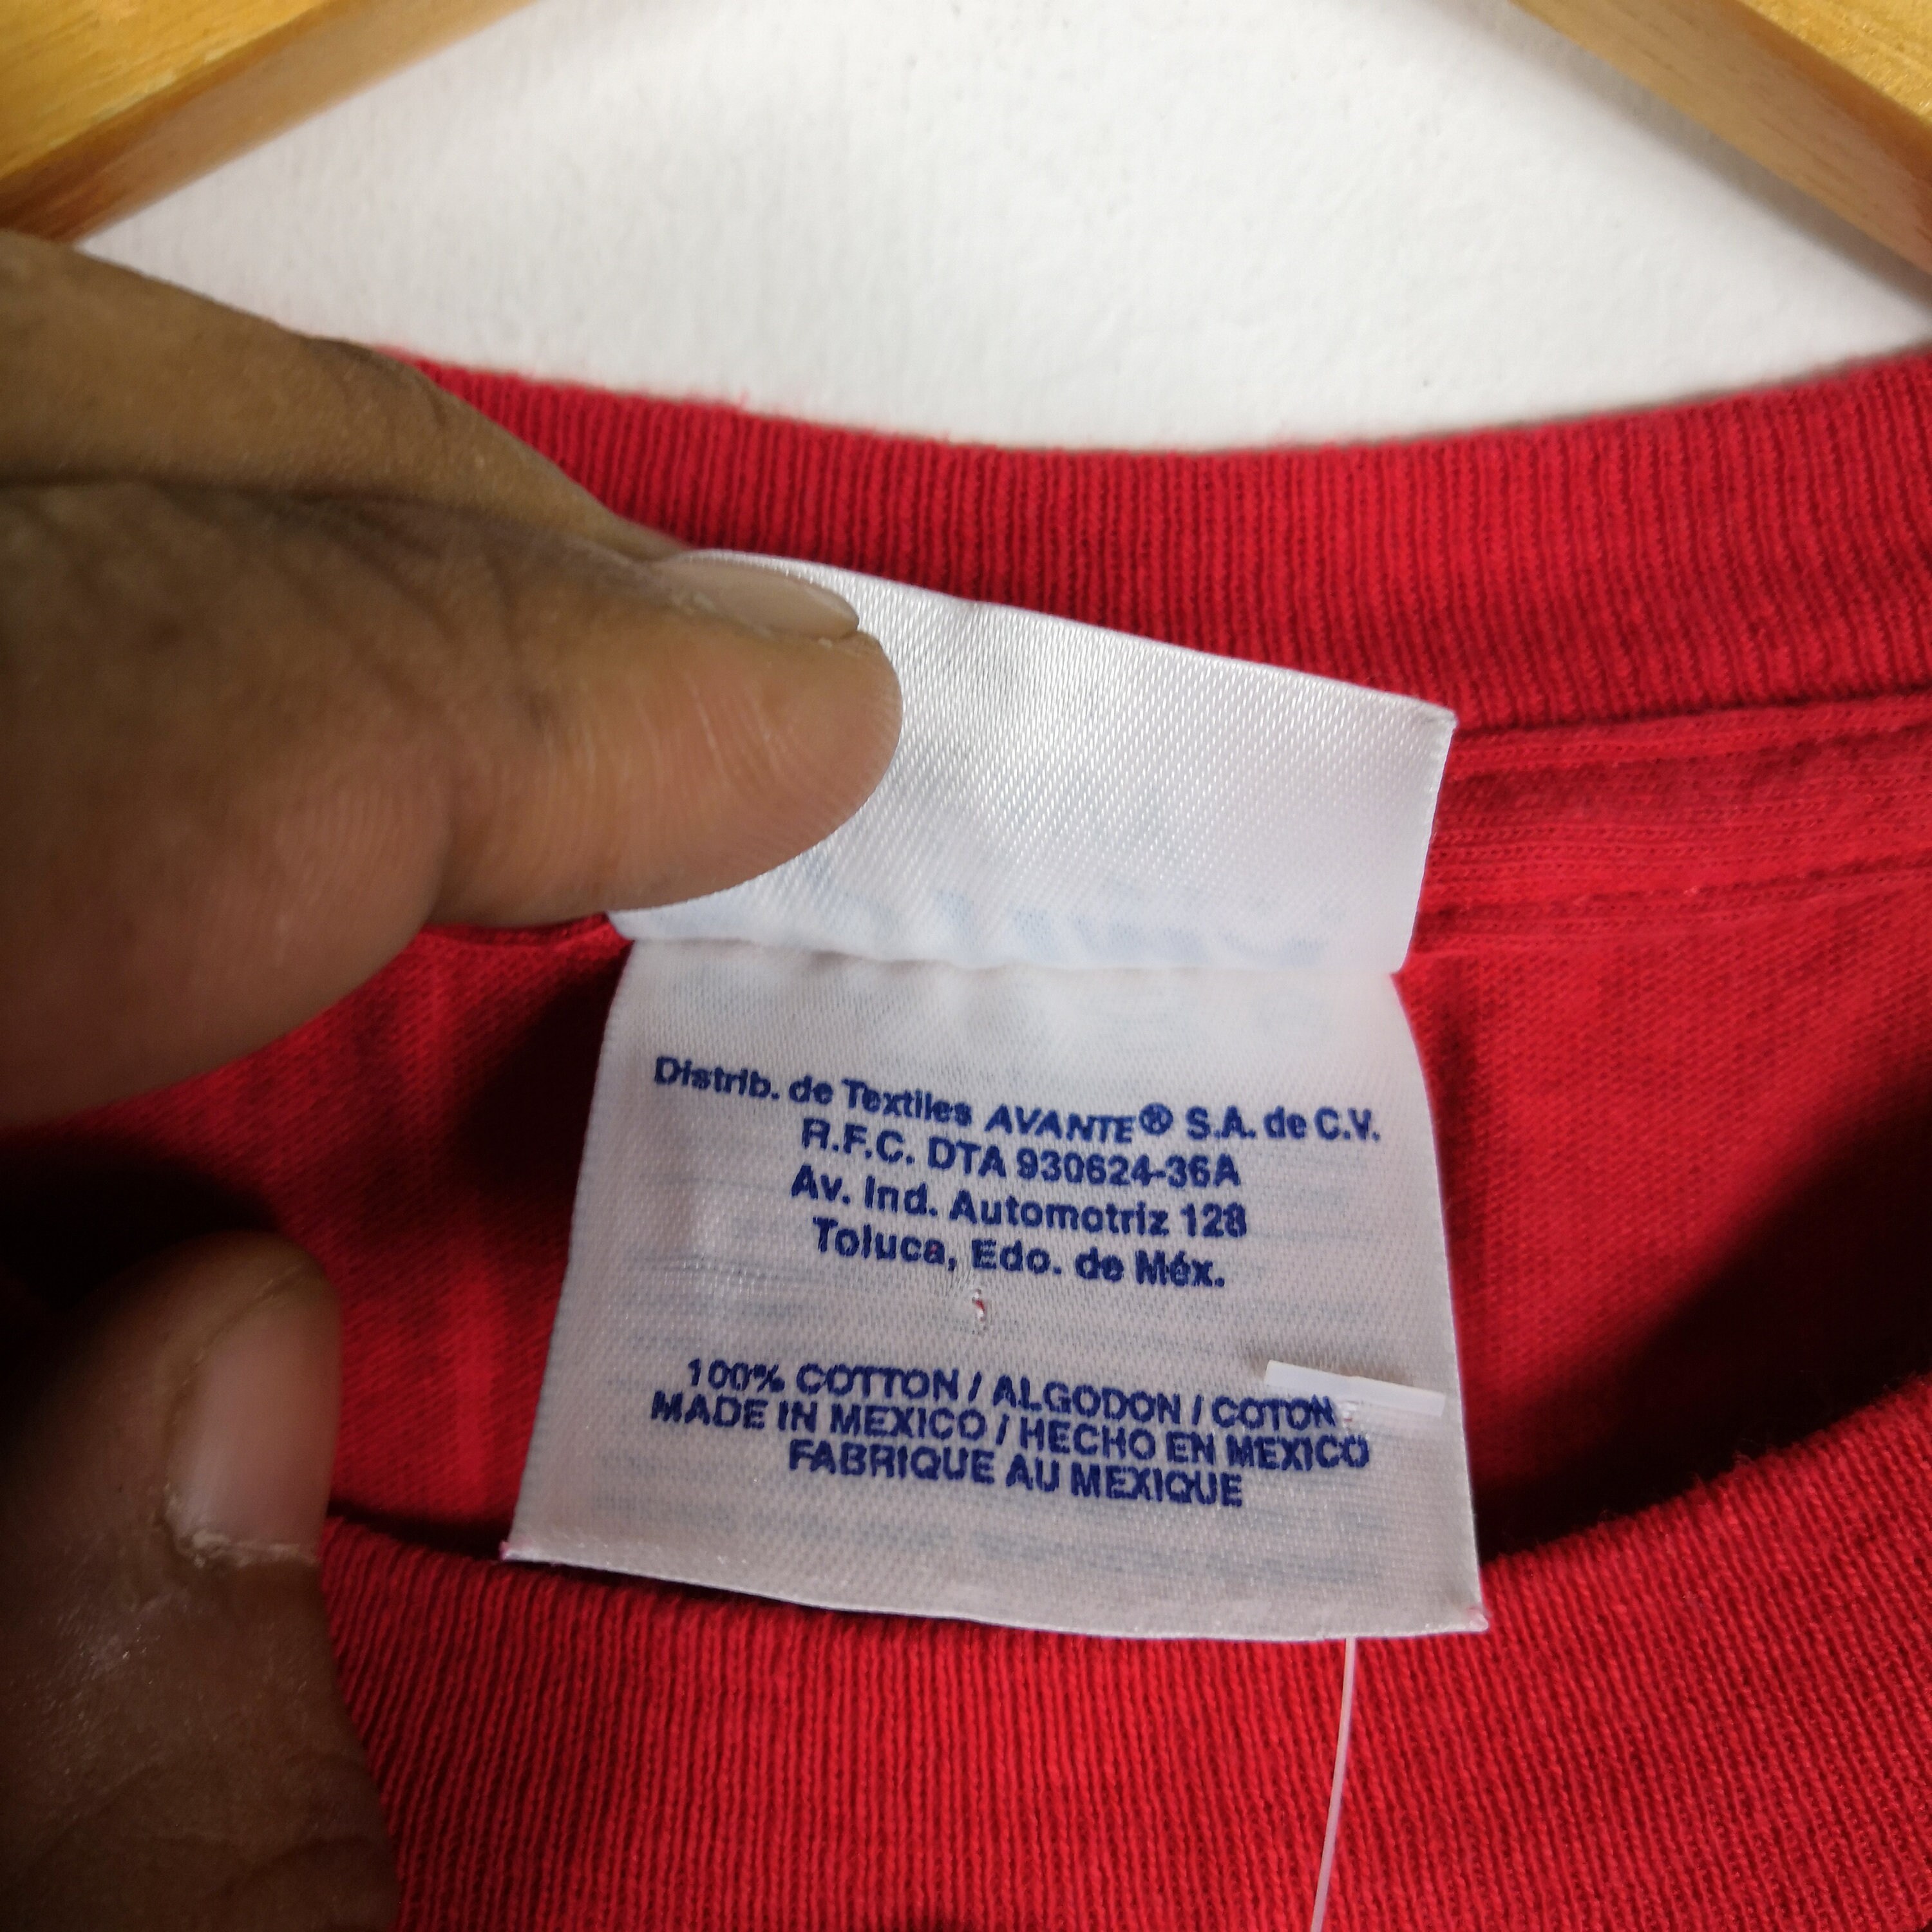 Distrib. de Textiles AVANTE® S.A. de C.V.
R.F.C. DTA 930624-36A
Av. Ind. Automotriz 128
Toluca, Edo. de Méx.
100% COTTON / ALGODON / COTON
MADE IN MEXICO / HECHO EN MEXICO
FABRIQUE AU MEXIQUE